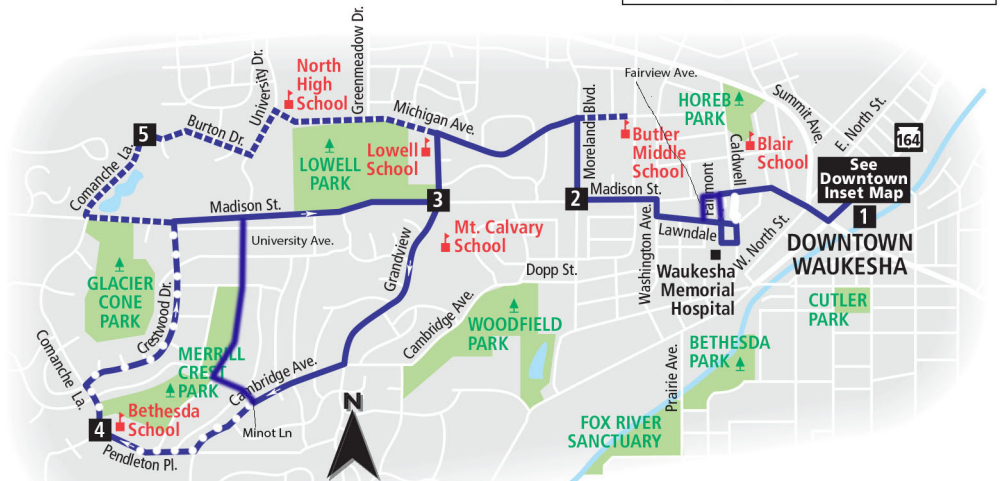 Fairview Ave.
North
High
School
University Dr.
Greenmeadow Dr.
Michigan Ave.
Moreland Blvd.
HOREB
PARK
Summit Ave.
E. North St.
164
5
Burton Dr.
Comanche La.
LOWELL
PARK
Lowell
School
Butler
Middle
School
Caldwell
Blair
School
See
Downtown
Inset Map
1
DOWNTOWN
WAUKESHA
Madison St.
3
2
Madison St.
Fairmont
Lawndale
W. North St.
University Ave.
Mt. Calvary
School
Grandview
Washington Ave.
Waukesha
Memorial
Hospital
Dopp St.
GLACIER
CONE
PARK
Crestwood Dr.
Cambridge Ave.
WOODFIELD
PARK
CUTLER
PARK
BETHESDA
PARK
Prairie Ave.
MERRILL
CREST
PARK
Cambridge Ave.
Comanche La.
4
Bethesda
School
Minot Ln
Pendleton Pl.
N
FOX RIVER
SANCTUARY